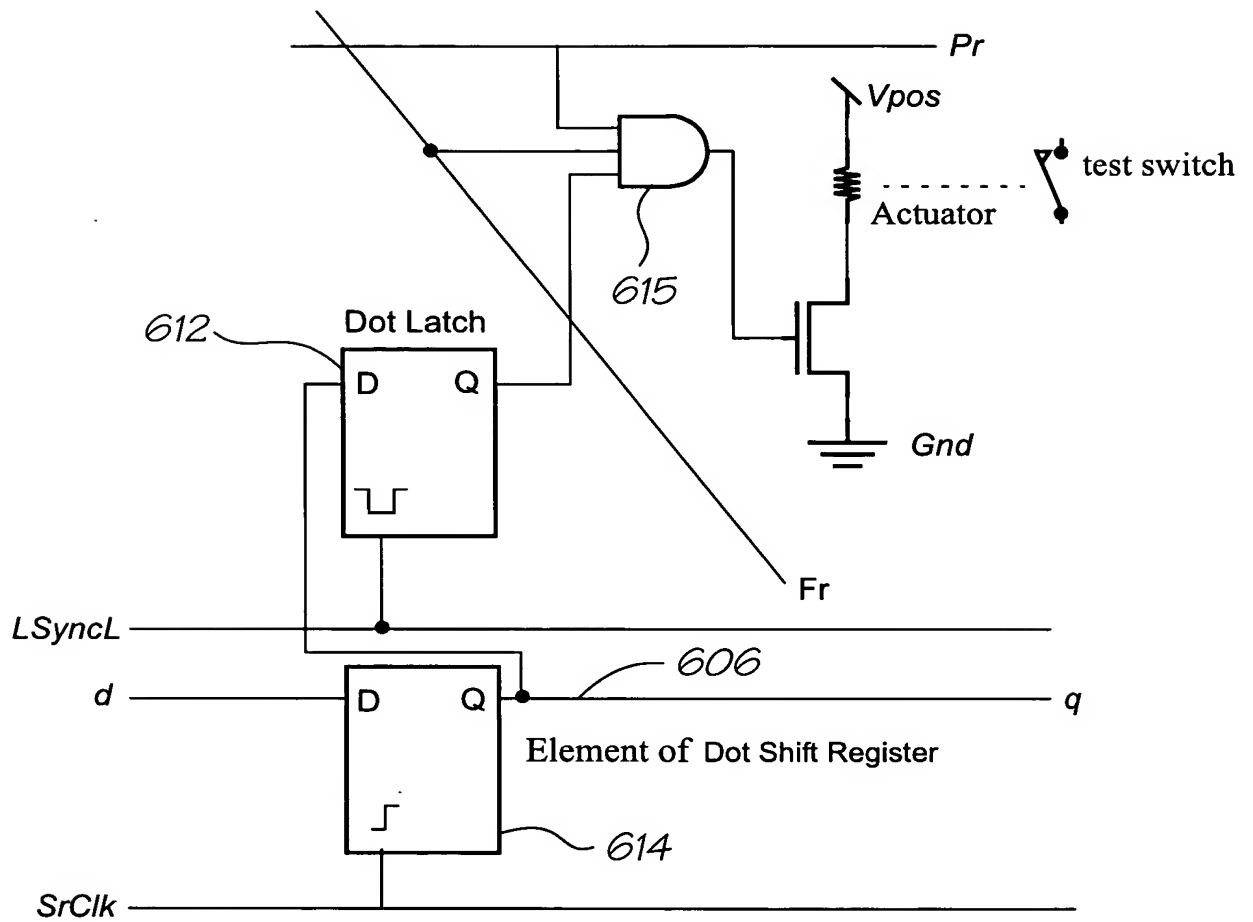 Pr
Vpos
test switch
Actuator
615
612
Dot Latch
D Q
Gnd
Fr
LSyncL
606
d
D Q
q
Element of Dot Shift Register
614
SrClk